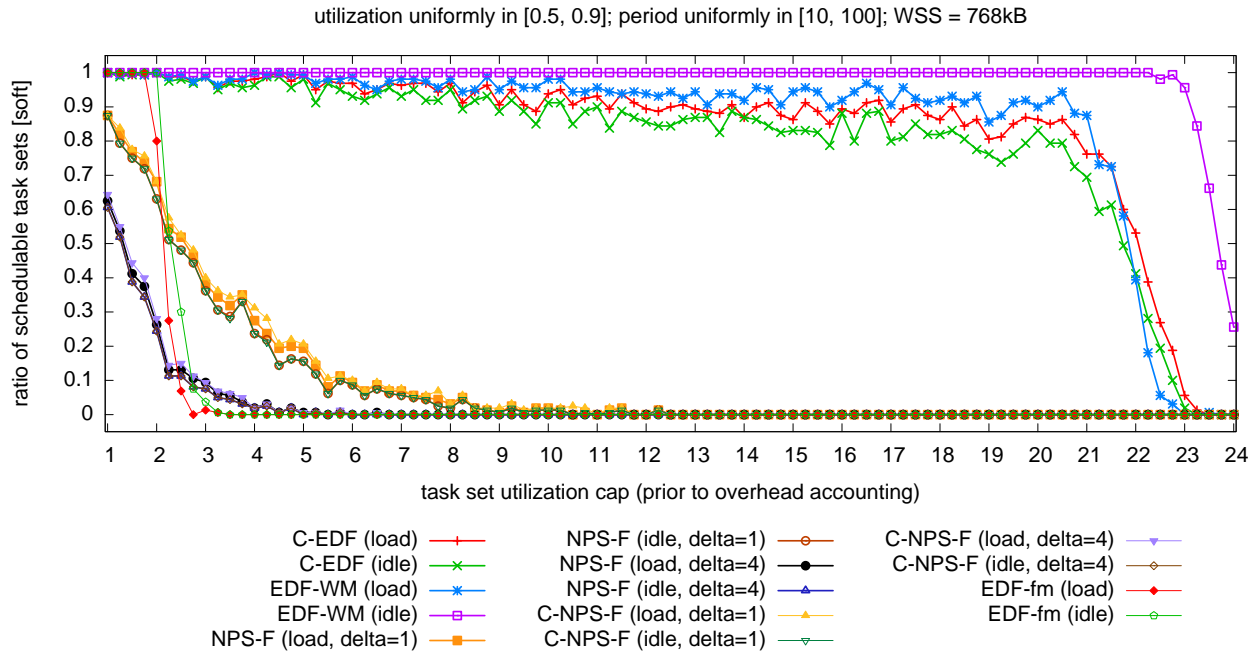 utilization uniformly in [0.5, 0.9]; period uniformly in [10, 100]; WSS = 768kB
ratio of schedulable task sets [soft]
1
0.9
0.8
0.7
0.6
0.5
0.4
0.3
0.2
0.1
0
1 2 3 4 5 6 7 8 9 10 11 12 13 14 15 16 17 18 19 20 21 22 23 24
task set utilization cap (prior to overhead accounting)
C-EDF (load)
C-EDF (idle)
EDF-WM (load)
EDF-WM (idle)
NPS-F (load, delta=1)
NPS-F (idle, delta=1)
NPS-F (load, delta=4)
NPS-F (idle, delta=4)
C-NPS-F (load, delta=1)
C-NPS-F (idle, delta=1)
C-NPS-F (load, delta=4)
C-NPS-F (idle, delta=4)
EDF-fm (load)
EDF-fm (idle)